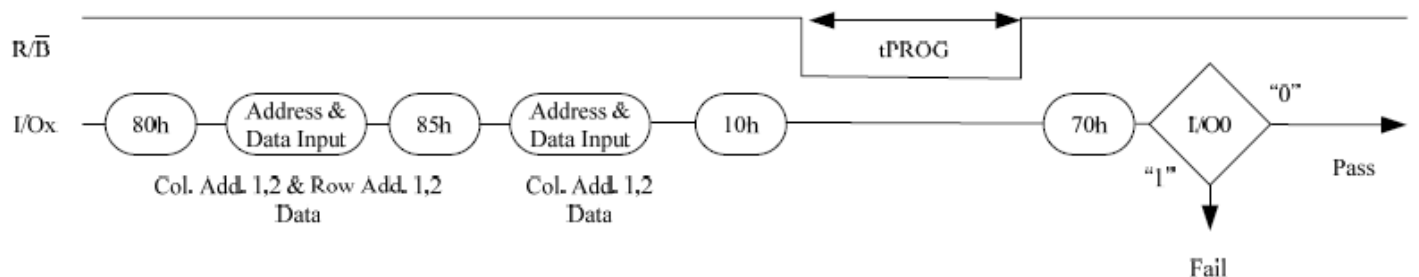 R/B̅
tPROG
I/Ox
80h
Address &
Data Input
85h
Address &
Data Input
10h
70h
I/O0
“0”
“1”
Pass
Col. Add. 1,2 & Row Add. 1,2
Data
Col. Add. 1,2
Data
Fail